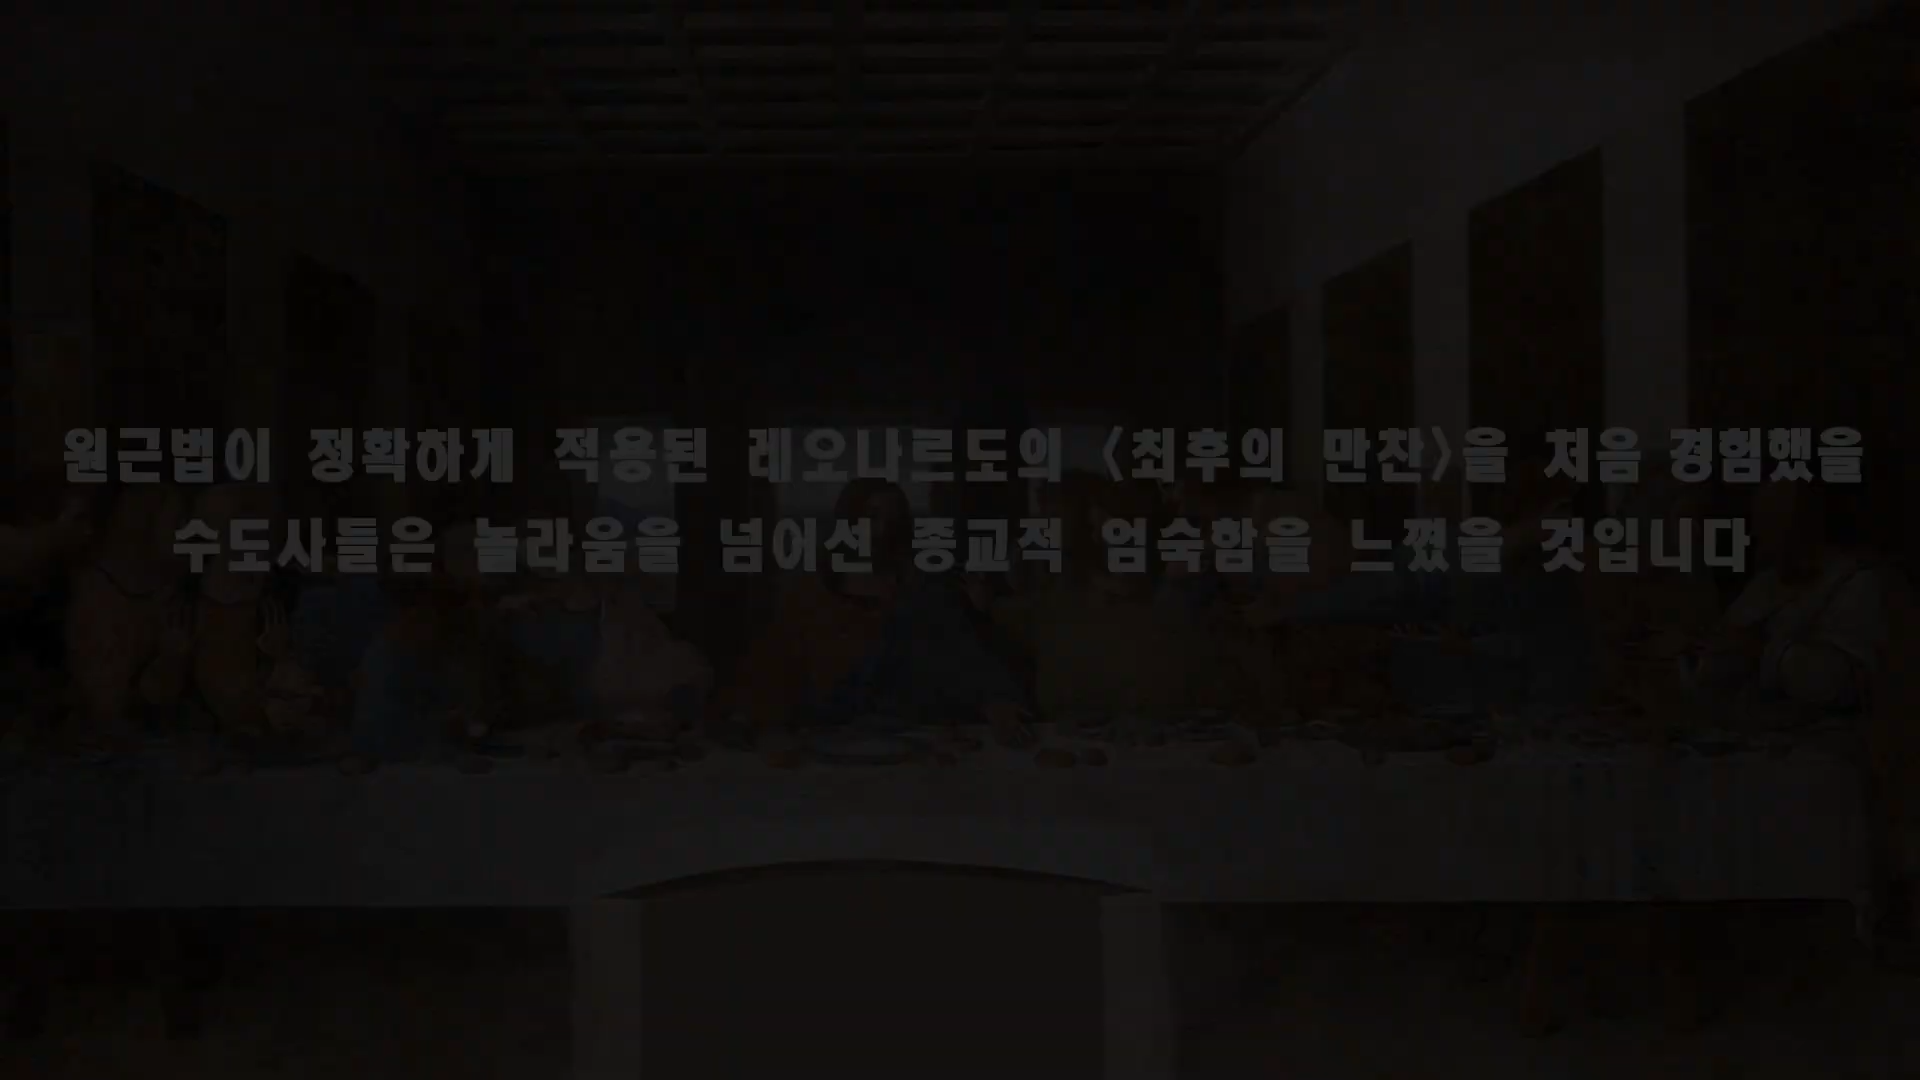 원근법이 정확하게 적용된 레오나르도의 <최후의 만찬>을 처음 경험했을
수도사들은 놀라움을 넘어선 종교적 엄숙함을 느꼈을 것입니다